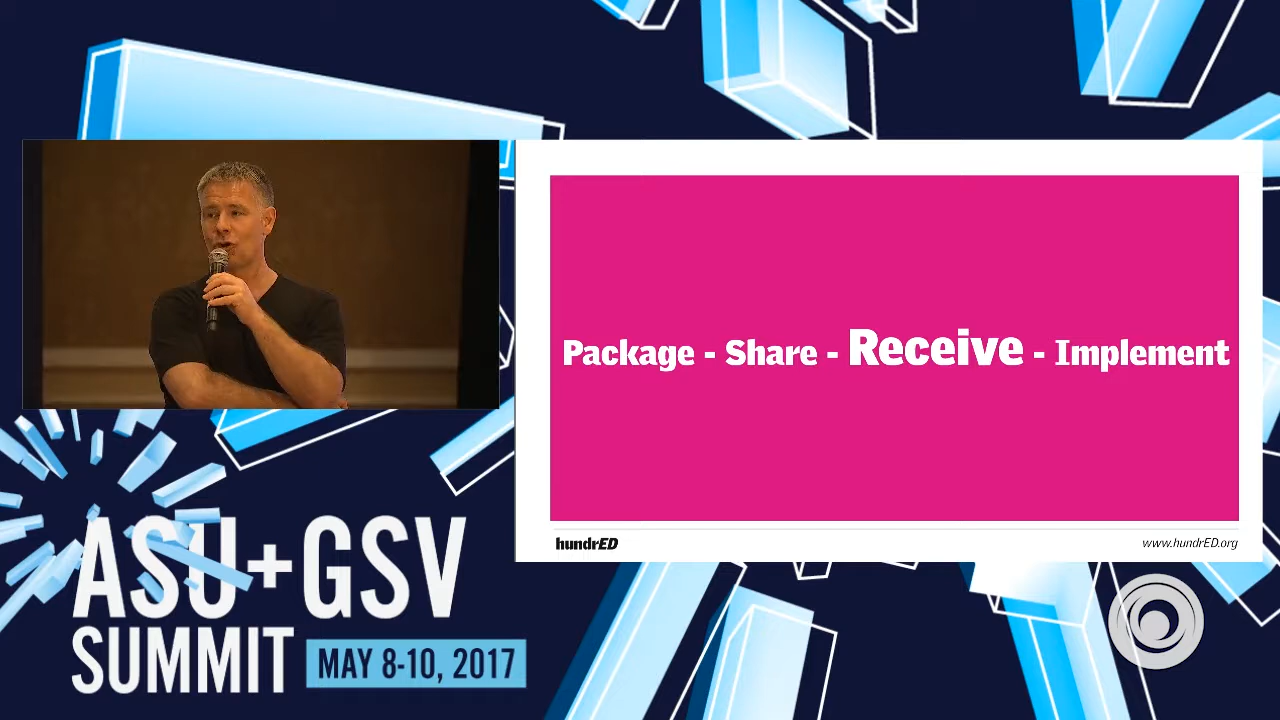 Package - Share - Receive - Implement
hundrED
www.hundrED.org
ASU+GSV
SUMMIT
MAY 8-10, 2017